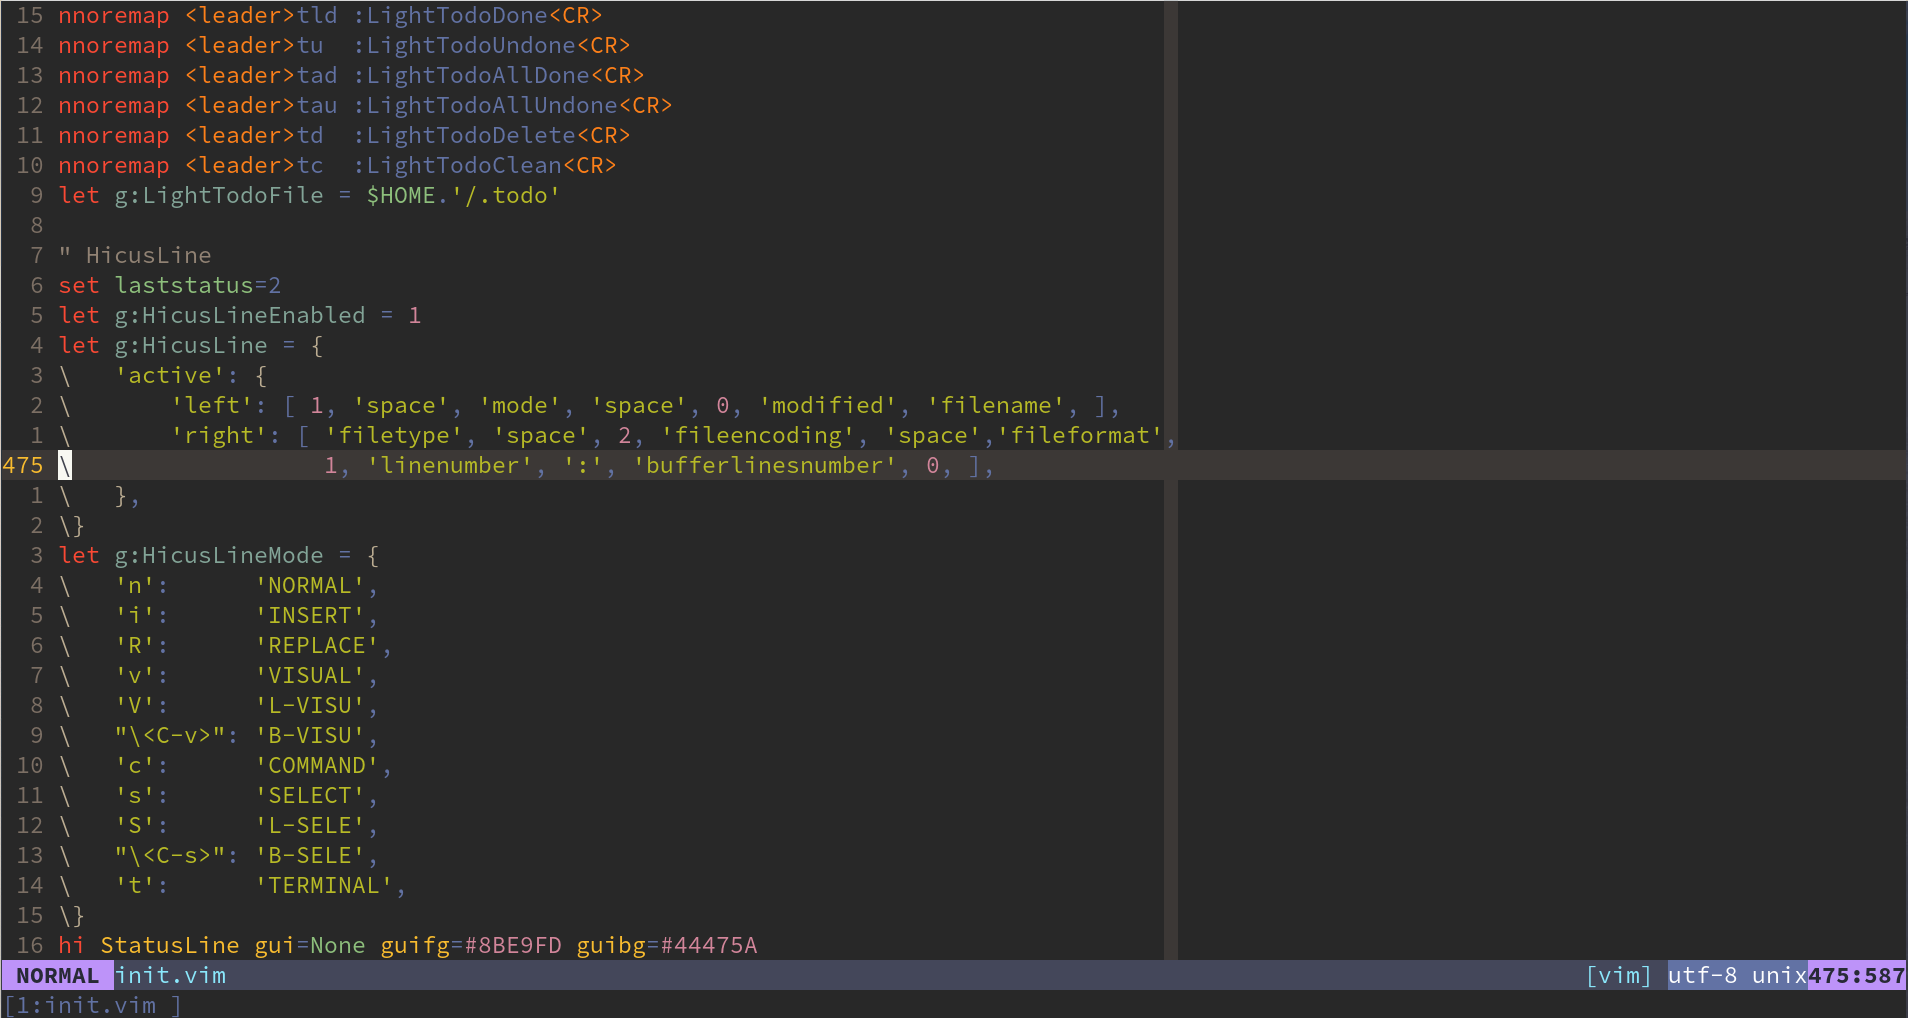 15 nnoremap <leader>tld :LightTodoDone<CR>
14 nnoremap <leader>tu  :LightTodoUndone<CR>
13 nnoremap <leader>tad :LightTodoAllDone<CR>
12 nnoremap <leader>tau :LightTodoAllUndone<CR>
11 nnoremap <leader>td  :LightTodoDelete<CR>
10 nnoremap <leader>tc  :LightTodoClean<CR>
 9 let g:LightTodoFile = $HOME.'/.todo'
 8
 7 " HicusLine
 6 set laststatus=2
 5 let g:HicusLineEnabled = 1
 4 let g:HicusLine = {
 3 \   'active': {
 2 \       'left': [ 1, 'space', 'mode', 'space', 0, 'modified', 'filename', ],
 1 \       'right': [ 'filetype', 'space', 2, 'fileencoding', 'space','fileformat',
475 \                  1, 'linenumber', ':', 'bufferlinesnumber', 0, ],
 1 \   },
 2 \}
 3 let g:HicusLineMode = {
 4 \   'n':      'NORMAL',
 5 \   'i':      'INSERT',
 6 \   'R':      'REPLACE',
 7 \   'v':      'VISUAL',
 8 \   'V':      'L-VISU',
 9 \   "\<C-v>": 'B-VISU',
10 \   'c':      'COMMAND',
11 \   's':      'SELECT',
12 \   'S':      'L-SELE',
13 \   "\<C-s>": 'B-SELE',
14 \   't':      'TERMINAL',
15 \}
16 hi StatusLine gui=None guifg=#8BE9FD guibg=#44475A
NORMAL init.vim [vim] utf-8 unix 475:587
[1:init.vim ]